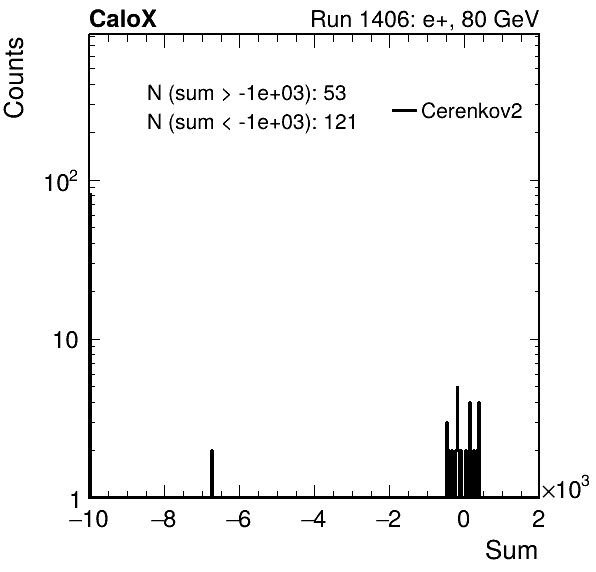 CaloX Run 1406: e+, 80 GeV
Counts
N (sum > -1e+03): 53
N (sum < -1e+03): 121
Cerenkov2
10²
10
1
−10 −8 −6 −4 −2 0 2
×10³
Sum